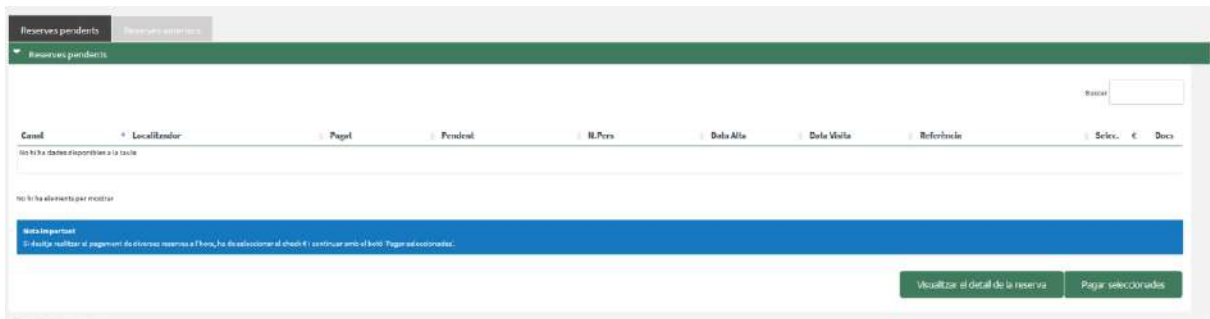 Reserves pendents Reserves anteriors
Reserves pendents
Buscar
Canal Localitzador Pagat Pendent N.Pers Data Alta Data Visita Referència Selec. € Docs
No hi ha dades disponibles a la taula
No hi ha elements per mostrar
Nota important
Si desitja realitzar el pagament de diverses reserves a l'hora, ha de seleccionar el check € i continuar amb el botó 'Pagar seleccionades'.
Visualitzar el detall de la reserva Pagar seleccionades